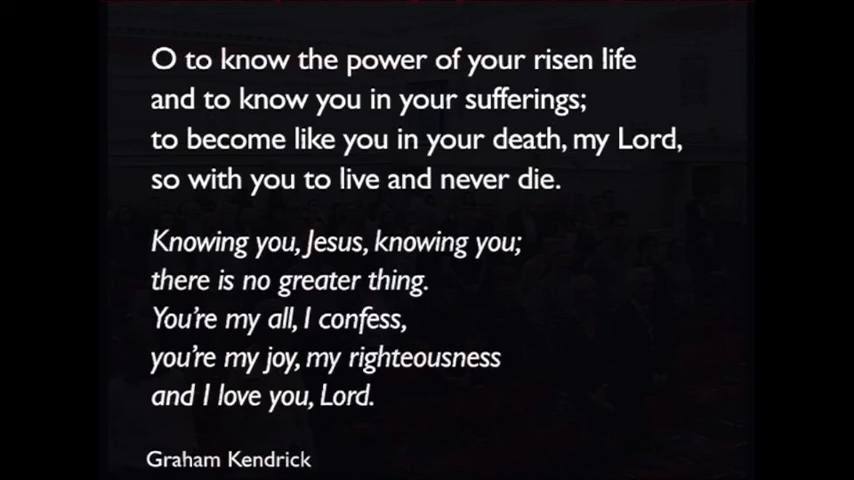 O to know the power of your risen life
and to know you in your sufferings;
to become like you in your death, my Lord,
so with you to live and never die.
Knowing you, Jesus, knowing you;
there is no greater thing.
You're my all, I confess,
you're my joy, my righteousness
and I love you, Lord.
Graham Kendrick